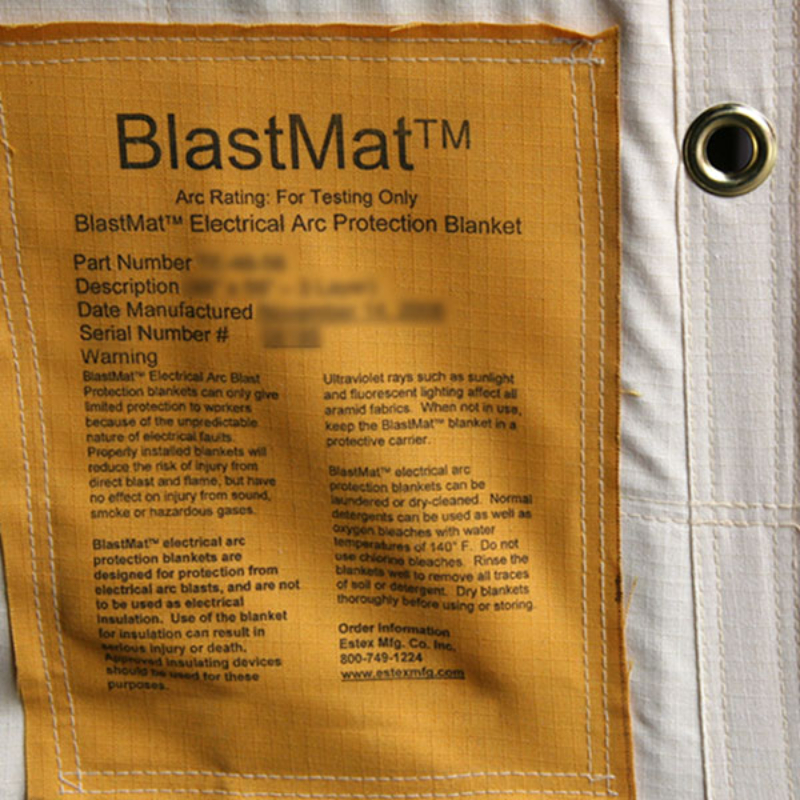 BlastMat™
Arc Rating: For Testing Only
BlastMat™ Electrical Arc Protection Blanket
Part Number
Description
Date Manufactured
Serial Number #
Warning
BlastMat™ Electrical Arc Blast
Protection blankets can only give
limited protection to workers
because of the unpredictable
nature of electrical faults.
Properly installed blankets will
reduce the risk of injury from
direct blast and flame, but have
no effect on injury from sound,
smoke or hazardous gases.
BlastMat™ electrical arc
protection blankets are
designed for protection from
electrical arc blasts, and are not
to be used as electrical
insulation. Use of the blanket
for insulation can result in
serious injury or death.
Approved insulating devices
should be used for these
purposes.
Ultraviolet rays such as sunlight
and fluorescent lighting affect all
aramid fabrics. When not in use,
keep the BlastMat™ blanket in a
protective carrier.
BlastMat™ electrical arc
protection blankets can be
laundered or dry-cleaned. Normal
detergents can be used as well as
oxygen bleaches with water
temperatures of 140° F. Do not
use chlorine bleaches. Rinse the
blankets well to remove all traces
of soil or detergent. Dry blankets
thoroughly before using or storing.
Order Information
Estex Mfg. Co. Inc.
800-749-1224
www.estexmfg.com